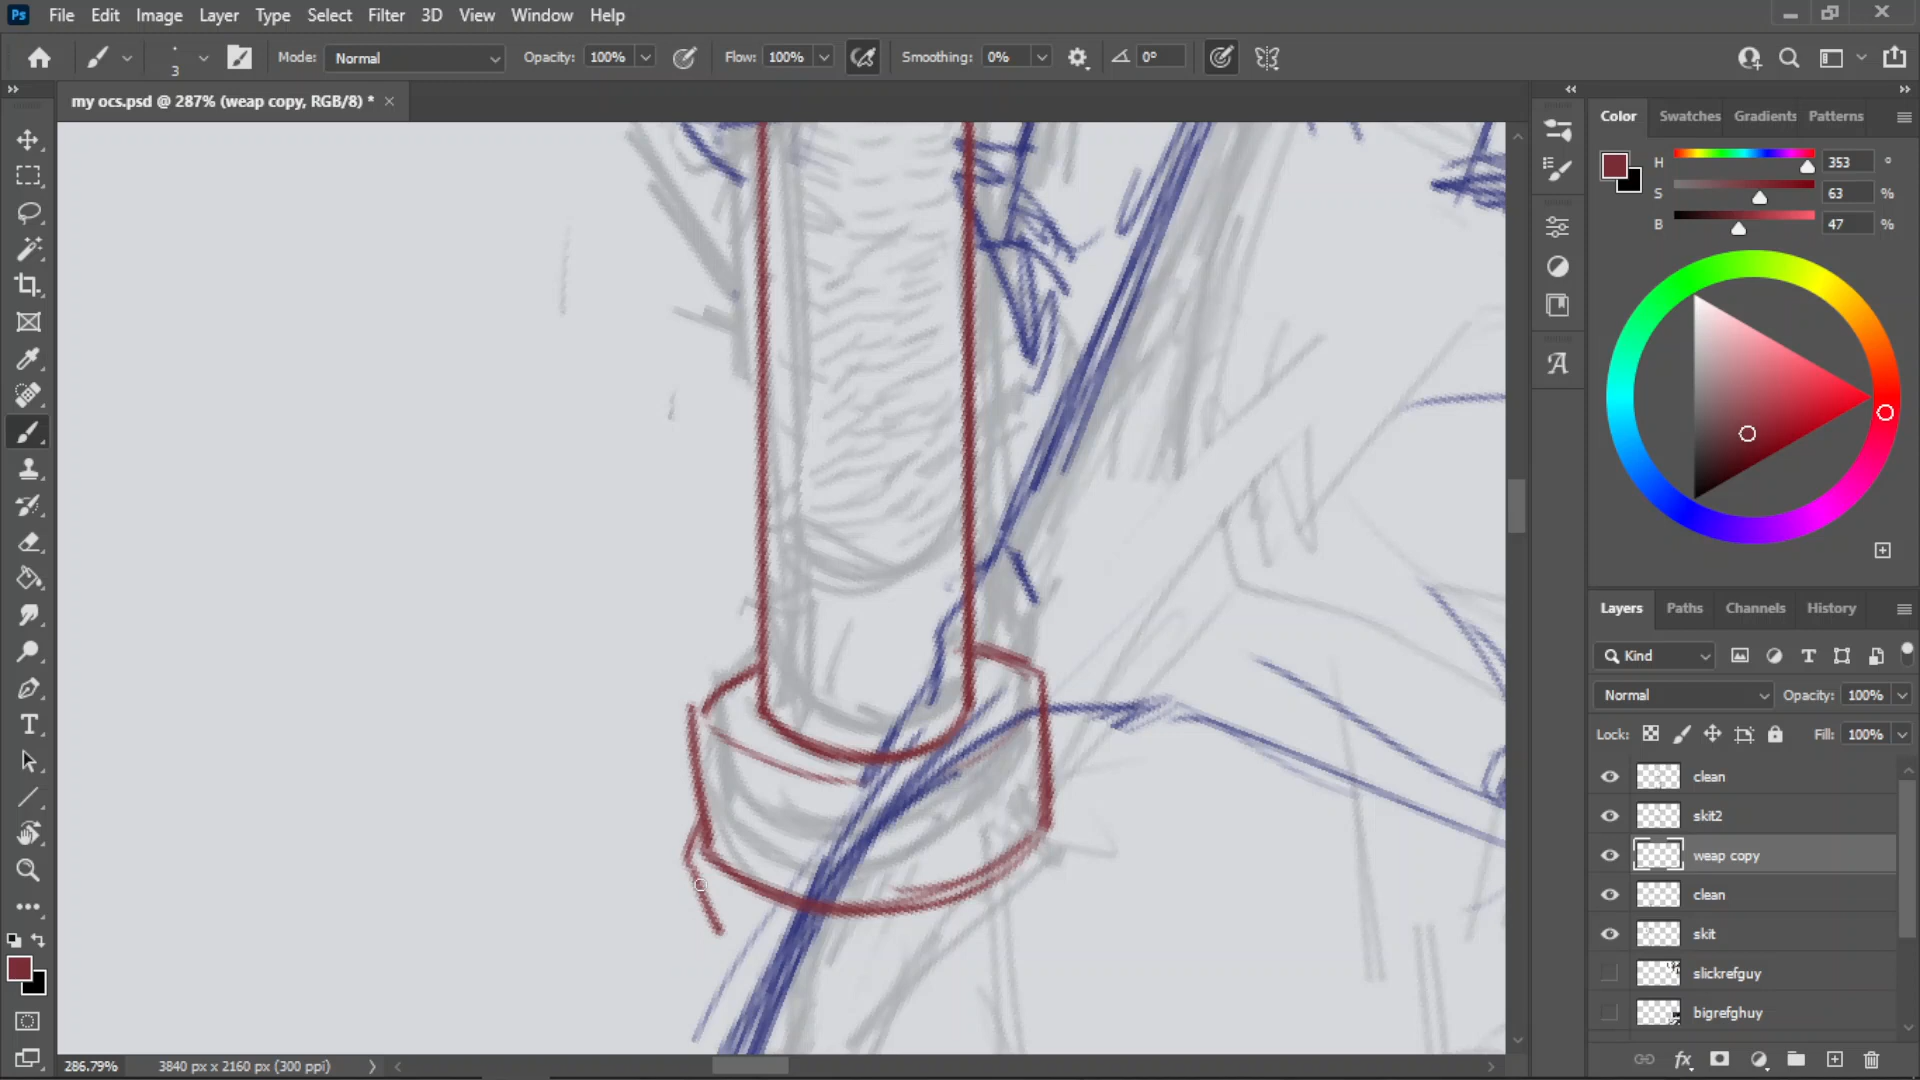 Ps File Edit Image Layer Type Select Filter 3D View Window Help
3 Mode: Normal Opacity: 100% Flow: 100% Smoothing: 0% 0°
my ocs.psd @ 287% (weap copy, RGB/8) *
Color Swatches Gradients Patterns
H 353 °
S 63 %
B 47 %
Layers Paths Channels History
Kind
Normal Opacity: 100%
Lock: Fill: 100%
clean
skit2
weap copy
clean
skit
slickrefguy
bigrefghuy
286.79% 3840 px x 2160 px (300 ppi)